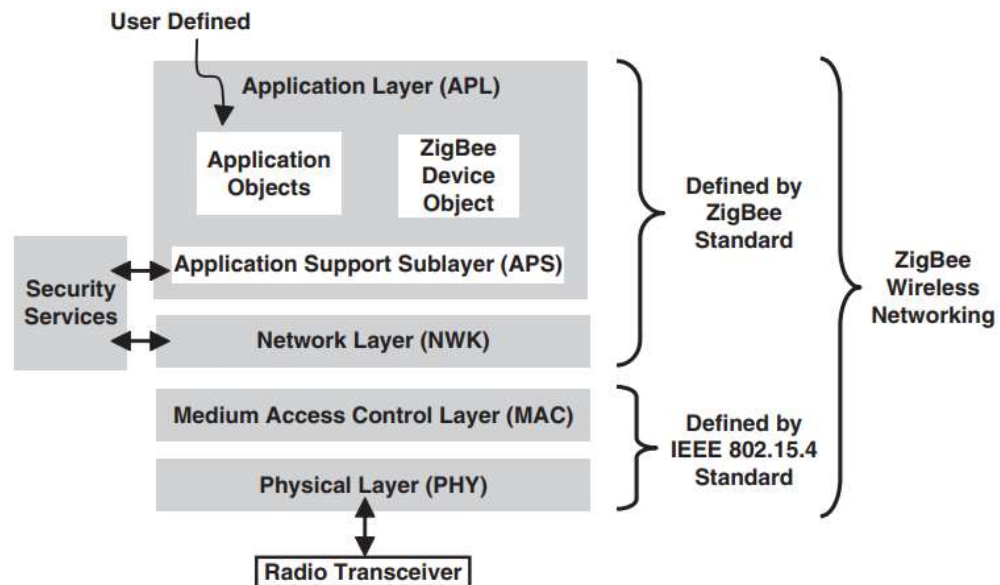 User Defined
Application Layer (APL)
Application
Objects
ZigBee
Device
Object
Application Support Sublayer (APS)
Security
Services
Network Layer (NWK)
Medium Access Control Layer (MAC)
Physical Layer (PHY)
Radio Transceiver
Defined by
ZigBee
Standard
Defined by
IEEE 802.15.4
Standard
ZigBee
Wireless
Networking